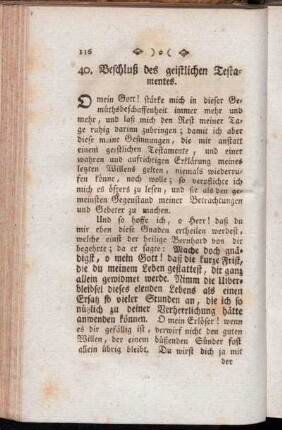 116 ❖ ) o ( ❖
40. Beschluß des geistlichen Testa-
mentes.
O mein Gott! stärke mich in dieser Ge-
müthsbeschaffenheit immer mehr und
mehr, und laß mich den Rest meiner Ta-
ge ruhig darinn zubringen; damit ich aber
diese meine Gesinnungen, die mir anstatt
einem geistlichen Testamente, und einer
wahren und aufrichtigen Erklärung meines
letzten Willens gelten, niemals wiederru-
fen könne, noch wolle; so verpflichte ich
mich es öfters zu lesen, und sie als den ge-
meinsten Gegenstand meiner Betrachtungen
und Gebeter zu machen.
Und so hoffe ich, o Herr! daß du
mir eben diese Gnaden ertheilen werdest,
welche einst der heilige Bernhard von dir
begehrte; da er sagte: Mache doch gnä-
digst, o mein Gott! daß die kurze Frist,
die du meinem Leben gestattest, dir ganz
allein gewidmet werde. Nimm die Uiber-
bleibsel dieses elenden Lebens als einen
Ersatz so vieler Stunden an, die ich so
nützlich zu deiner Verherrlichung hätte
anwenden können. O mein Erlöser! wenn
es dir gefällig ist, verwirf nicht den guten
Willen, der einem büßenden Sünder fast
allein übrig bleibt. Du wirst dich ja mit
der